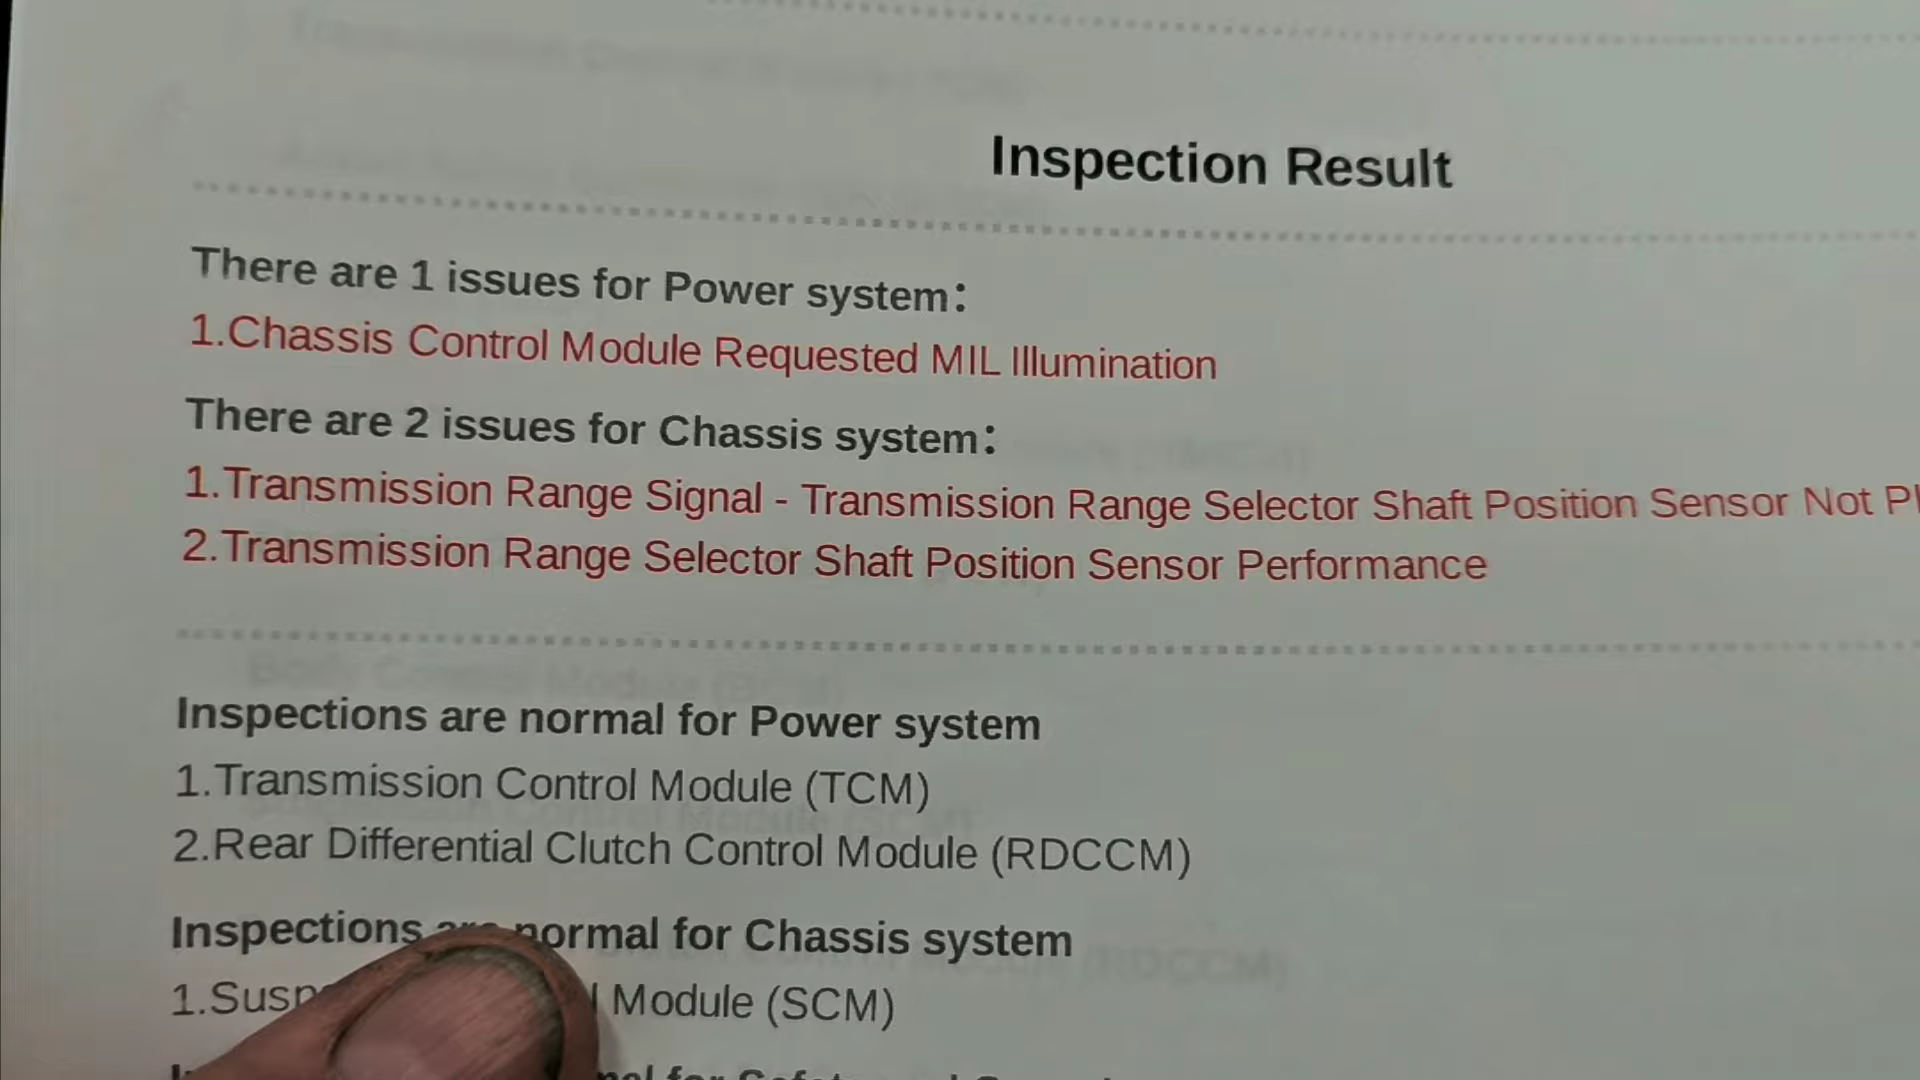 Inspection Result
There are 1 issues for Power system:
1.Chassis Control Module Requested MIL Illumination
There are 2 issues for Chassis system:
1.Transmission Range Signal - Transmission Range Selector Shaft Position Sensor Not
2.Transmission Range Selector Shaft Position Sensor Performance
Inspections are normal for Power system
1.Transmission Control Module (TCM)
2.Rear Differential Clutch Control Module (RDCCM)
Inspections normal for Chassis system
1. Module (SCM)
for